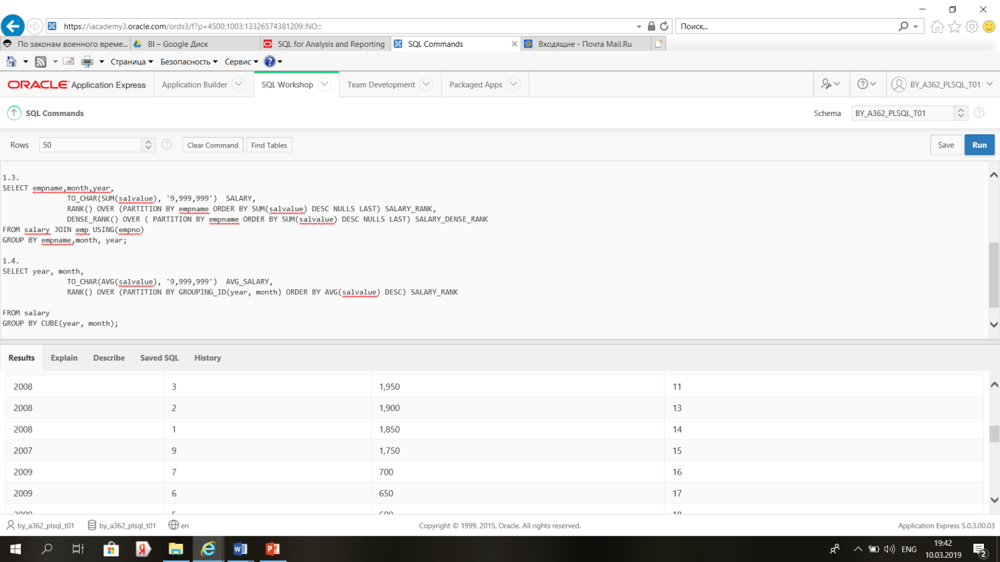 https://iacademy3.oracle.com/ords3/f?p=4500:1003:13326574381209::NO:::
Поиск...
По законам военного време...
BI – Google Диск
SQL for Analysis and Reporting
SQL Commands
Входящие - Почта Mail.Ru
Страница
Безопасность
Сервис
ORACLE Application Express
Application Builder
SQL Workshop
Team Development
Packaged Apps
BY_A362_PLSQL_T01
SQL Commands
Schema
BY_A362_PLSQL_T01
Rows
50
Clear Command
Find Tables
Save
Run
1.3.
SELECT empname,month,year,
TO_CHAR(SUM(salvalue), '9,999,999')  SALARY,
RANK() OVER (PARTITION BY empname ORDER BY SUM(salvalue) DESC NULLS LAST) SALARY_RANK,
DENSE_RANK() OVER ( PARTITION BY empname ORDER BY SUM(salvalue) DESC NULLS LAST) SALARY_DENSE_RANK
FROM salary JOIN emp USING(empno)
GROUP BY empname,month, year;
1.4.
SELECT year, month,
TO_CHAR(AVG(salvalue), '9,999,999')  AVG_SALARY,
RANK() OVER (PARTITION BY GROUPING_ID(year, month) ORDER BY AVG(salvalue) DESC) SALARY_RANK
FROM salary
GROUP BY CUBE(year, month);
Results
Explain
Describe
Saved SQL
History
2008 3 1,950 11
2008 2 1,900 13
2008 1 1,850 14
2007 9 1,750 15
2009 7 700 16
2009 6 650 17
2009 5 600 18
by_a362_plsql_t01
by_a362_plsql_t01
en
Copyright © 1999, 2015, Oracle. All rights reserved.
Application Express 5.0.3.00.03
ENG
19:42
10.03.2019
2